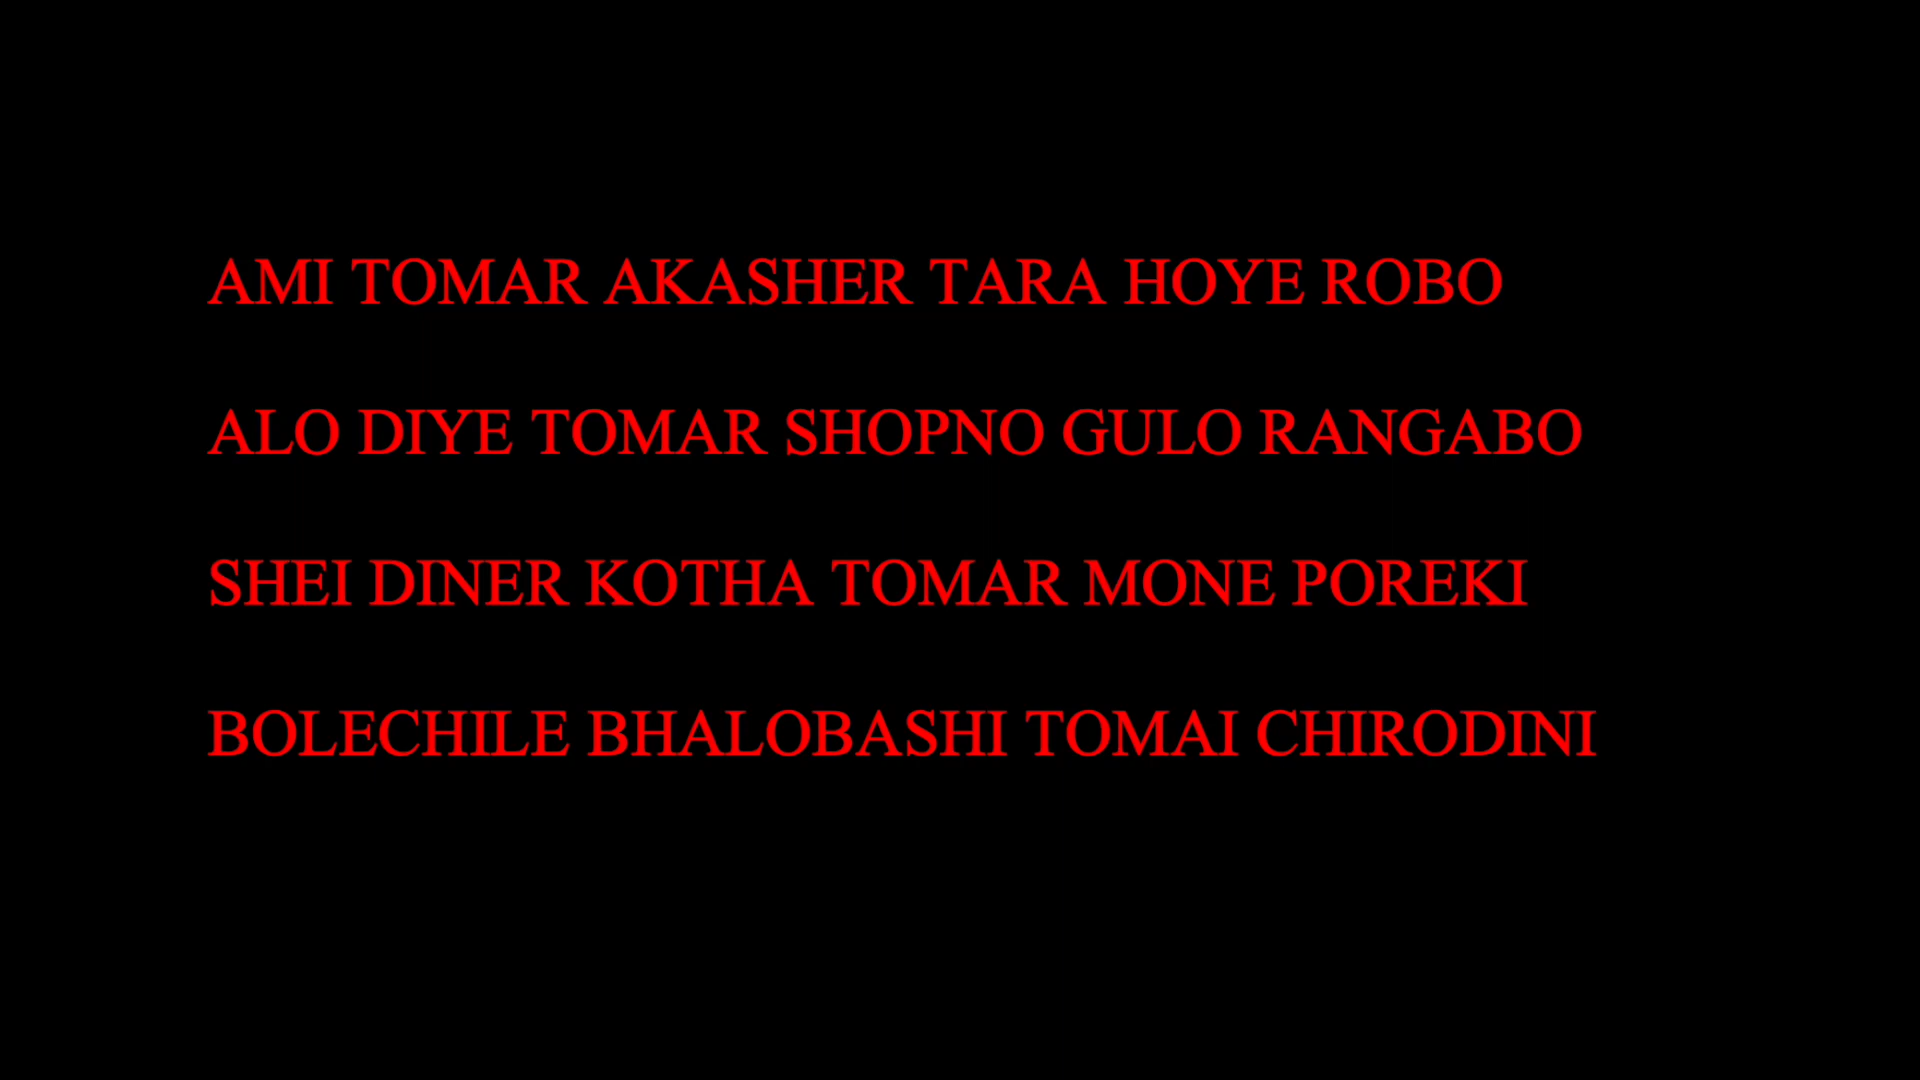 AMI TOMAR AKASHER TARA HOYE ROBO
ALO DIYE TOMAR SHOPNO GULO RANGABO
SHEI DINER KOTHA TOMAR MONE POREKI
BOLECHILE BHALOBASHI TOMAI CHIRODINI